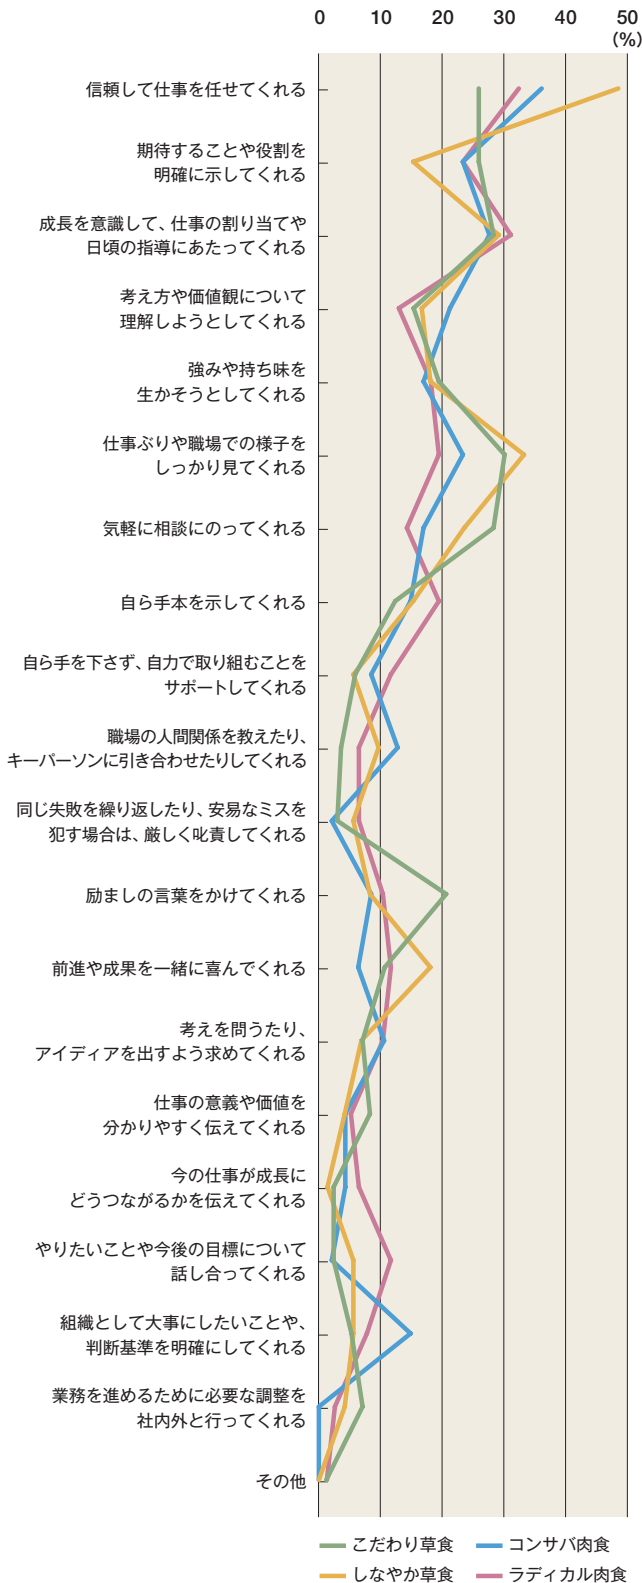 0 10 20 30 40 50
(%)
信頼して仕事を任せてくれる
期待することや役割を
明確に示してくれる
成長を意識して、仕事の割り当てや
日頃の指導にあたってくれる
考え方や価値観について
理解しようとしてくれる
強みや持ち味を
生かそうとしてくれる
仕事ぶりや職場での様子を
しっかり見てくれる
気軽に相談にのってくれる
自ら手本を示してくれる
自ら手を下さず、自力で取り組むことを
サポートしてくれる
職場の人間関係を教えたり、
キーパーソンに引き合わせたりしてくれる
同じ失敗を繰り返したり、安易なミスを
犯す場合は、厳しく叱責してくれる
励ましの言葉をかけてくれる
前進や成果を一緒に喜んでくれる
考えを問うたり、
アイディアを出すよう求めてくれる
仕事の意義や価値を
分かりやすく伝えてくれる
今の仕事が成長に
どうつながるかを伝えてくれる
やりたいことや今後の目標について
話し合ってくれる
組織として大事にしたいことや、
判断基準を明確にしてくれる
業務を進めるために必要な調整を
社内外と行ってくれる
その他
こだわり草食 コンサバ肉食
しなやか草食 ラディカル肉食